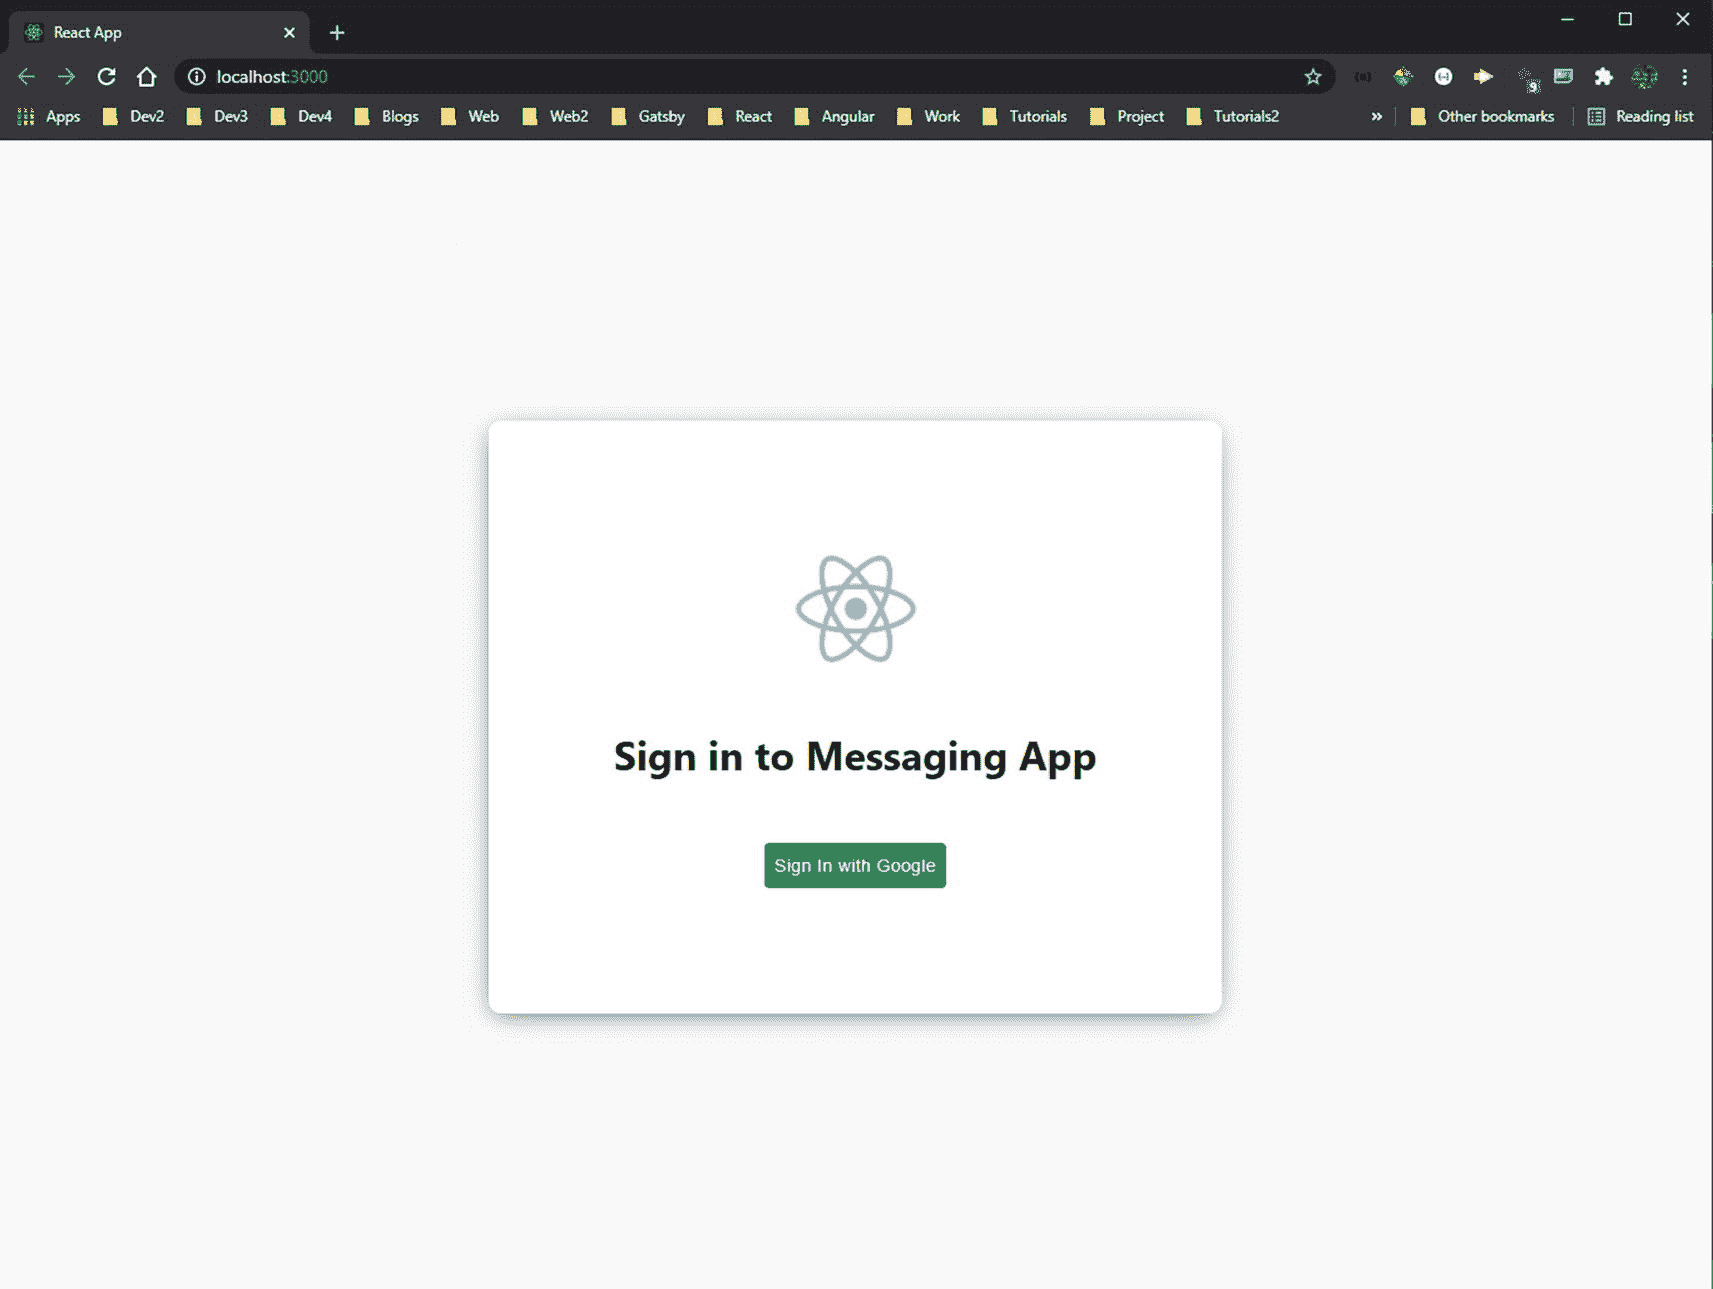 React App
localhost:3000
9
Apps Dev2 Dev3 Dev4 Blogs Web Web2 Gatsby React Angular Work Tutorials Project Tutorials2 » Other bookmarks Reading list
Sign in to Messaging App
Sign In with Google